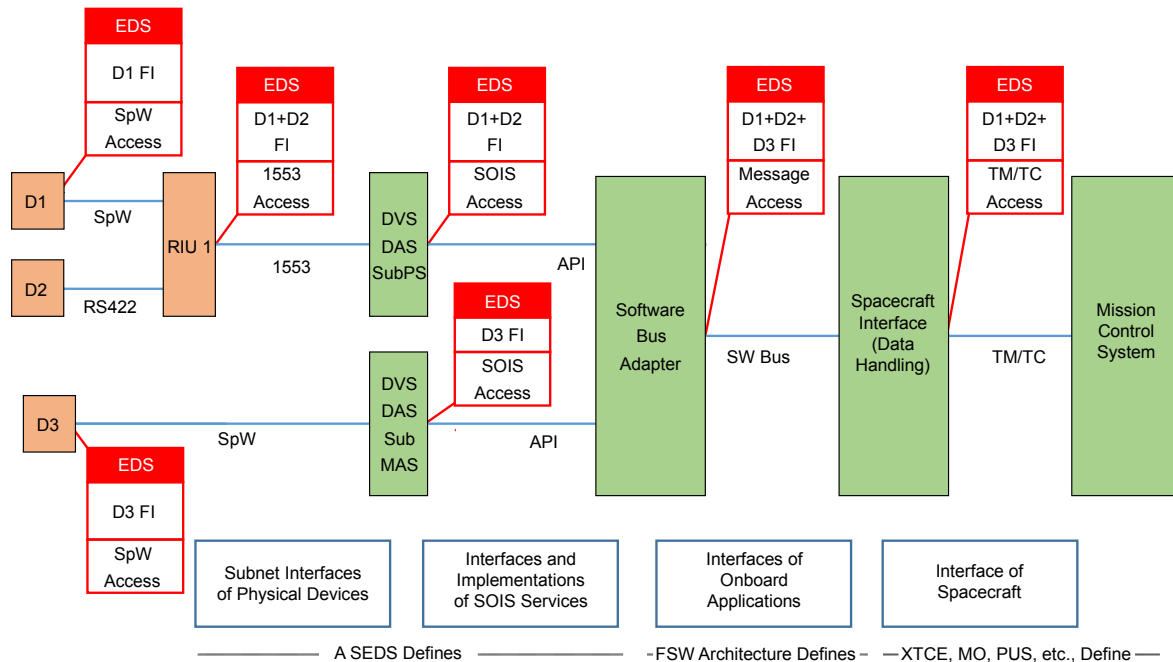 EDS
D1 FI
SpW
Access
EDS
D1+D2
FI
1553
Access
EDS
D1+D2
FI
SOIS
Access
EDS
D1+D2+
D3 FI
Message
Access
EDS
D1+D2+
D3 FI
TM/TC
Access
D1
SpW
D2
RS422
RIU 1
1553
DVS
DAS
SubPS
API
EDS
D3 FI
SOIS
Access
Software
Bus
Adapter
SW Bus
Spacecraft
Interface
(Data
Handling)
TM/TC
Mission
Control
System
D3
SpW
DVS
DAS
Sub
MAS
API
EDS
D3 FI
SpW
Access
Subnet Interfaces
of Physical Devices
Interfaces and
Implementations
of SOIS Services
Interfaces of
Onboard
Applications
Interface of
Spacecraft
A SEDS Defines
FSW Architecture Defines
XTCE, MO, PUS, etc., Define